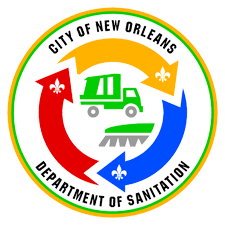 CITY OF NEW ORLEANS
DEPARTMENT OF SANITATION